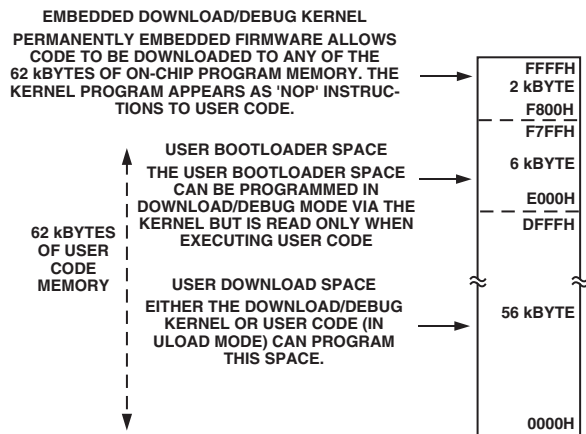 EMBEDDED DOWNLOAD/DEBUG KERNEL
PERMANENTLY EMBEDDED FIRMWARE ALLOWS
CODE TO BE DOWNLOADED TO ANY OF THE
62 kBYTES OF ON-CHIP PROGRAM MEMORY. THE
KERNEL PROGRAM APPEARS AS 'NOP' INSTRUC-
TIONS TO USER CODE.
FFFFH
2 kBYTE
F800H
F7FFH
USER BOOTLOADER SPACE
THE USER BOOTLOADER SPACE
CAN BE PROGRAMMED IN
DOWNLOAD/DEBUG MODE VIA THE
KERNEL BUT IS READ ONLY WHEN
EXECUTING USER CODE
6 kBYTE
E000H
DFFFH
62 kBYTES
OF USER
CODE
MEMORY
USER DOWNLOAD SPACE
EITHER THE DOWNLOAD/DEBUG
KERNEL OR USER CODE (IN
ULOAD MODE) CAN PROGRAM
THIS SPACE.
56 kBYTE
0000H